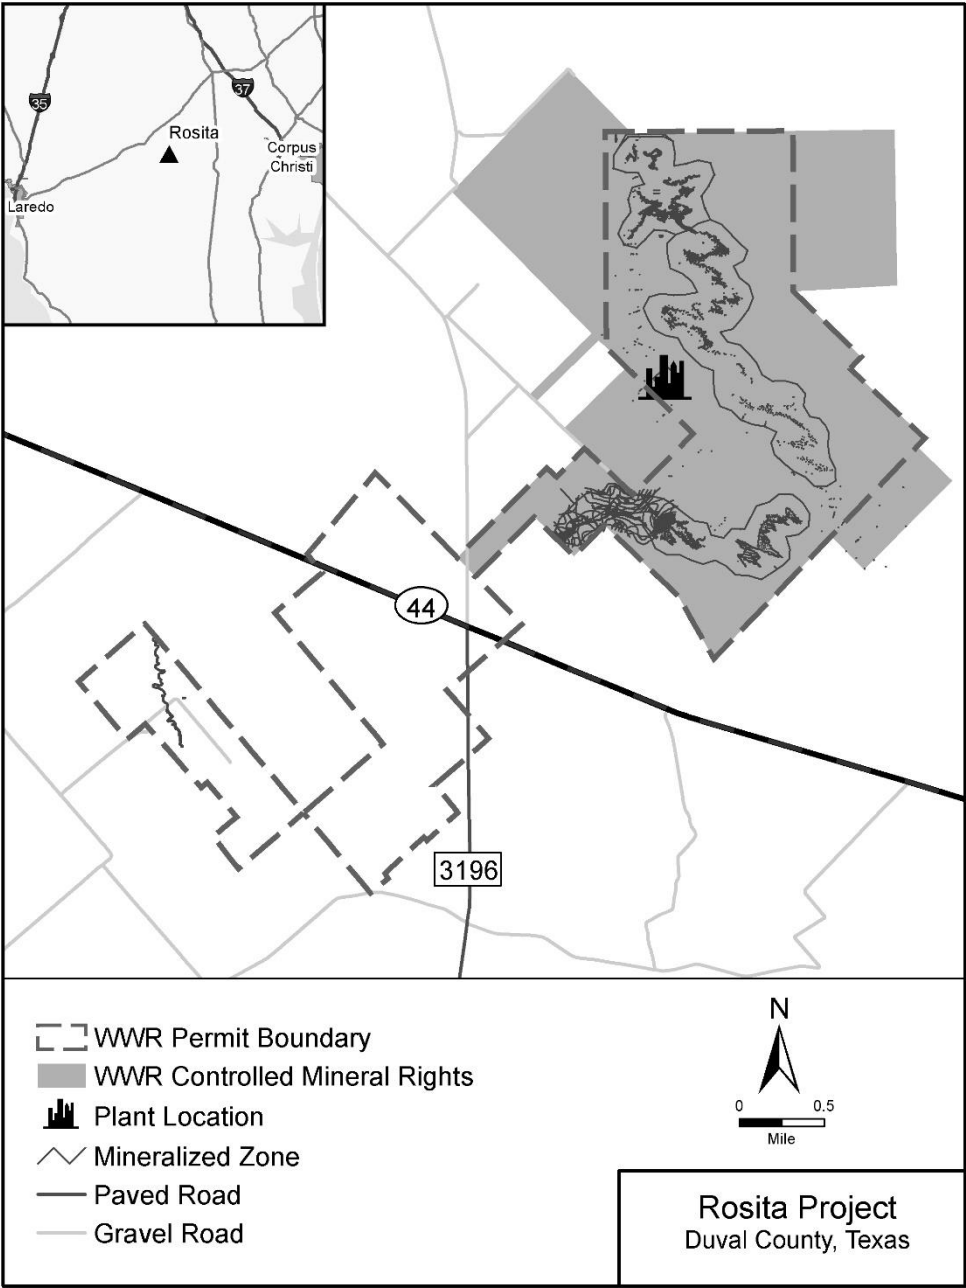 35
37
Rosita
Corpus
Christi
Laredo
44
3196
WWR Permit Boundary
WWR Controlled Mineral Rights
Plant Location
Mineralized Zone
Paved Road
Gravel Road
N
0 0.5
Mile
Rosita Project
Duval County, Texas